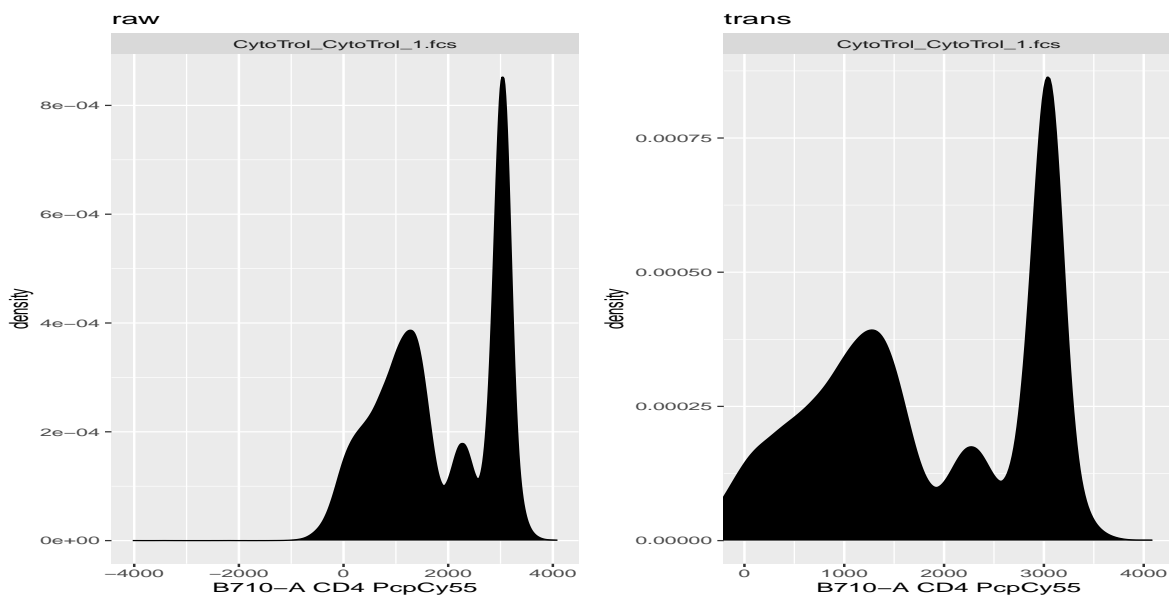 raw
CytoTrol_CytoTrol_1.fcs
8e−04
6e−04
4e−04
2e−04
0e+00
density
−4000
−2000
0
2000
4000
B710−A CD4 PcpCy55
trans
CytoTrol_CytoTrol_1.fcs
0.00075
0.00050
0.00025
0.00000
density
0
1000
2000
3000
4000
B710−A CD4 PcpCy55